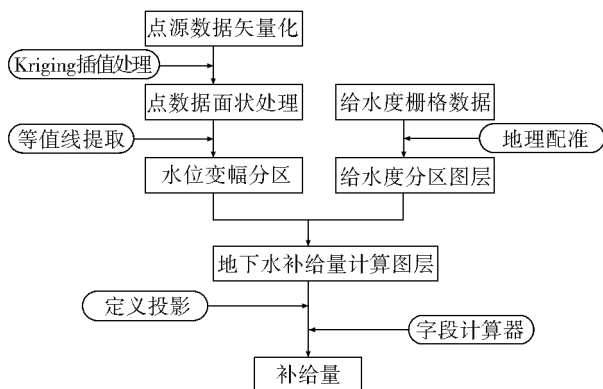 点源数据矢量化
Kriging插值处理
点数据面状处理
给水度栅格数据
等值线提取
地理配准
水位变幅分区
给水度分区图层
地下水补给量计算图层
定义投影
字段计算器
补给量